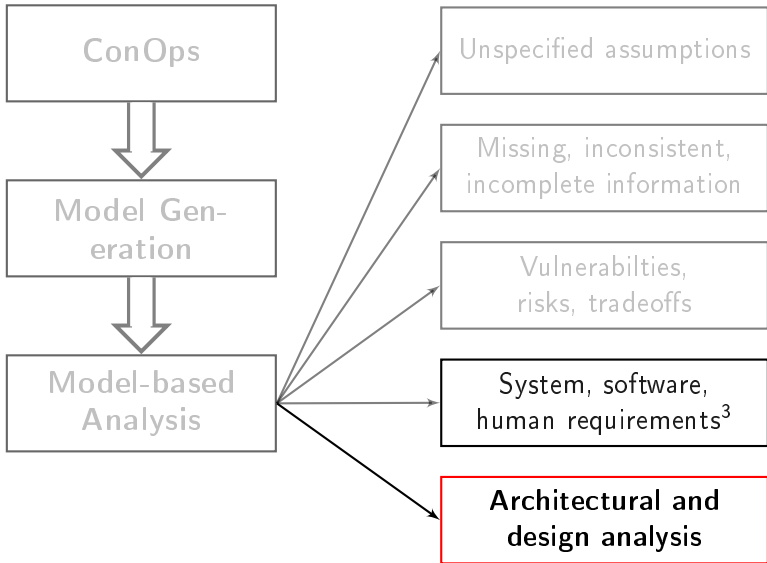 ConOps
Model Gen-
eration
Model-based
Analysis
Unspecified assumptions
Missing, inconsistent,
incomplete information
Vulnerabilties,
risks, tradeoffs
System, software,
human requirements³
Architectural and
design analysis